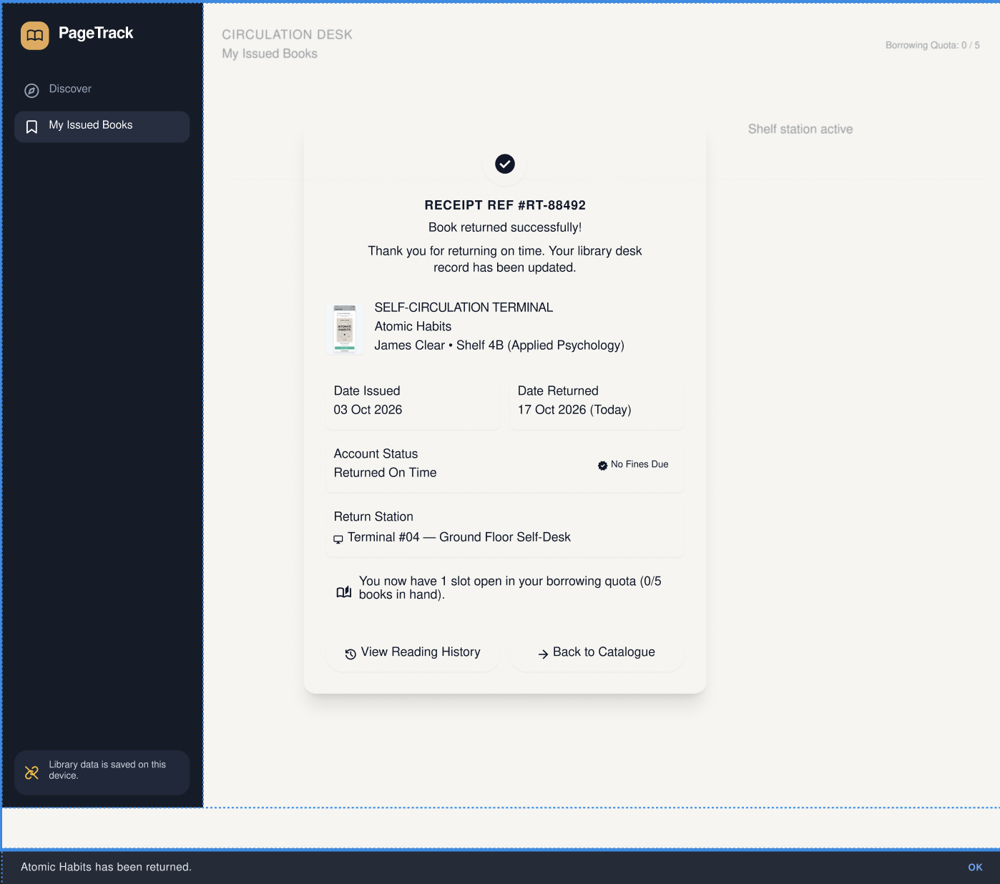 PageTrack
Discover
My Issued Books
Library data is saved on this
device.
CIRCULATION DESK
My Issued Books
Borrowing Quota: 0 / 5
Shelf station active
RECEIPT REF #RT-88492
Book returned successfully!
Thank you for returning on time. Your library desk
record has been updated.
ATOMIC
HABITS
SELF-CIRCULATION TERMINAL
Atomic Habits
James Clear • Shelf 4B (Applied Psychology)
Date Issued
03 Oct 2026
Date Returned
17 Oct 2026 (Today)
Account Status
Returned On Time
No Fines Due
Return Station
Terminal #04 — Ground Floor Self-Desk
You now have 1 slot open in your borrowing quota (0/5
books in hand).
View Reading History
Back to Catalogue
Atomic Habits has been returned.
OK